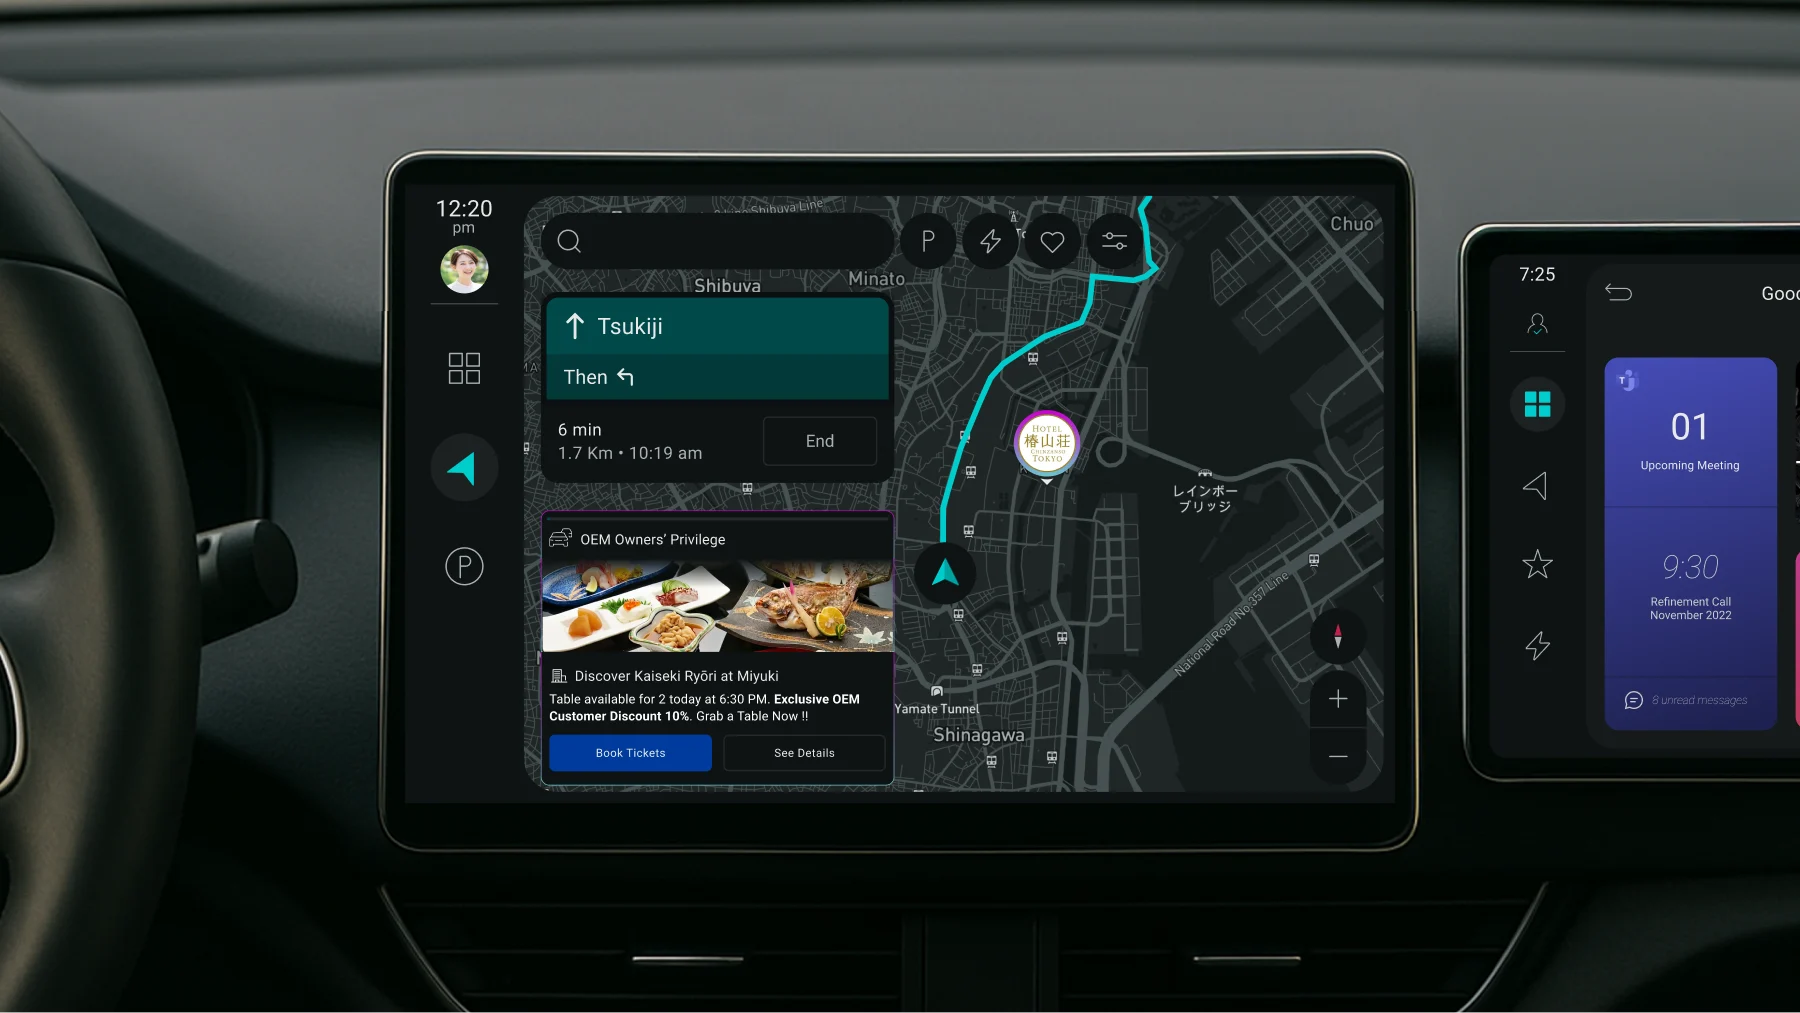 12:20
pm
P
Shibuya Line
Chuo
Shibuya
Minato
Tsukiji
Then
6 min
1.7 Km • 10:19 am
End
P
HOTEL
椿山荘
CHINZANSO
TOKYO
レインボー
ブリッジ
OEM Owners’ Privilege
Discover Kaiseki Ryōri at Miyuki
Table available for 2 today at 6:30 PM. Exclusive OEM
Customer Discount 10%. Grab a Table Now !!
Book Tickets
See Details
National Road No.357 Line
Yamate Tunnel
Shinagawa
7:25
T
01
Upcoming Meeting
9:30
Refinement Call
November 2022
8 unread messages